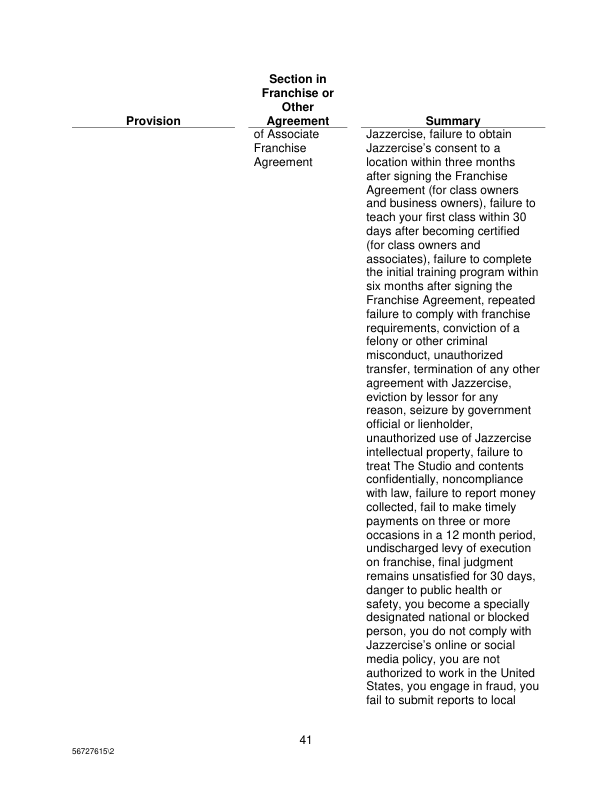 Section in
Franchise or
Other
Provision Agreement Summary
of Associate Jazzercise, failure to obtain
Franchise Jazzercise’s consent to a
Agreement location within three months
after signing the Franchise
Agreement (for class owners
and business owners), failure to
teach your first class within 30
days after becoming certified
(for class owners and
associates), failure to complete
the initial training program within
six months after signing the
Franchise Agreement, repeated
failure to comply with franchise
requirements, conviction of a
felony or other criminal
misconduct, unauthorized
transfer, termination of any other
agreement with Jazzercise,
eviction by lessor for any
reason, seizure by government
official or lienholder,
unauthorized use of Jazzercise
intellectual property, failure to
treat The Studio and contents
confidentially, noncompliance
with law, failure to report money
collected, fail to make timely
payments on three or more
occasions in a 12 month period,
undischarged levy of execution
on franchise, final judgment
remains unsatisfied for 30 days,
danger to public health or
safety, you become a specially
designated national or blocked
person, you do not comply with
Jazzercise’s online or social
media policy, you are not
authorized to work in the United
States, you engage in fraud, you
fail to submit reports to local
41
56727615\2